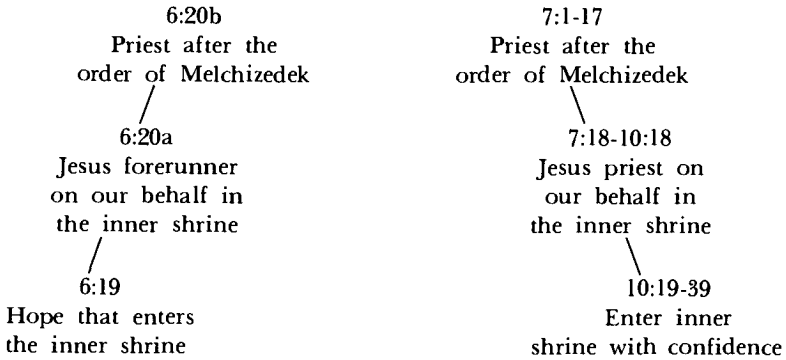 6:20b
Priest after the
order of Melchizedek
6:20a
Jesus forerunner
on our behalf in
the inner shrine
6:19
Hope that enters
the inner shrine
7:1-17
Priest after the
order of Melchizedek
7:18-10:18
Jesus priest on
our behalf in
the inner shrine
10:19-39
Enter inner
shrine with confidence